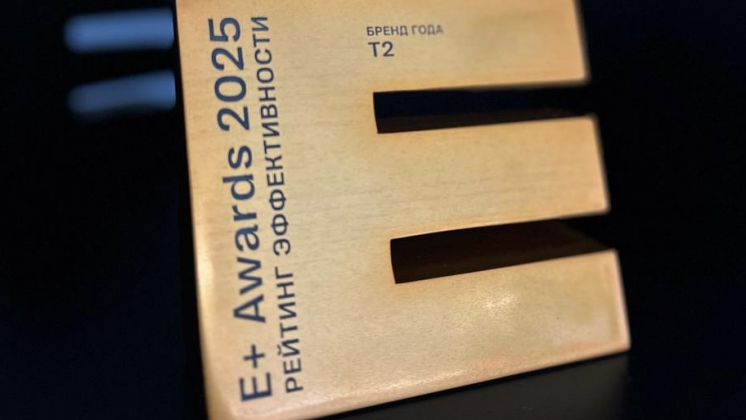 E+ Awards 2025
РЕЙТИНГ ЭФФЕКТИВНОСТИ
БРЕНД ГОДА
T2